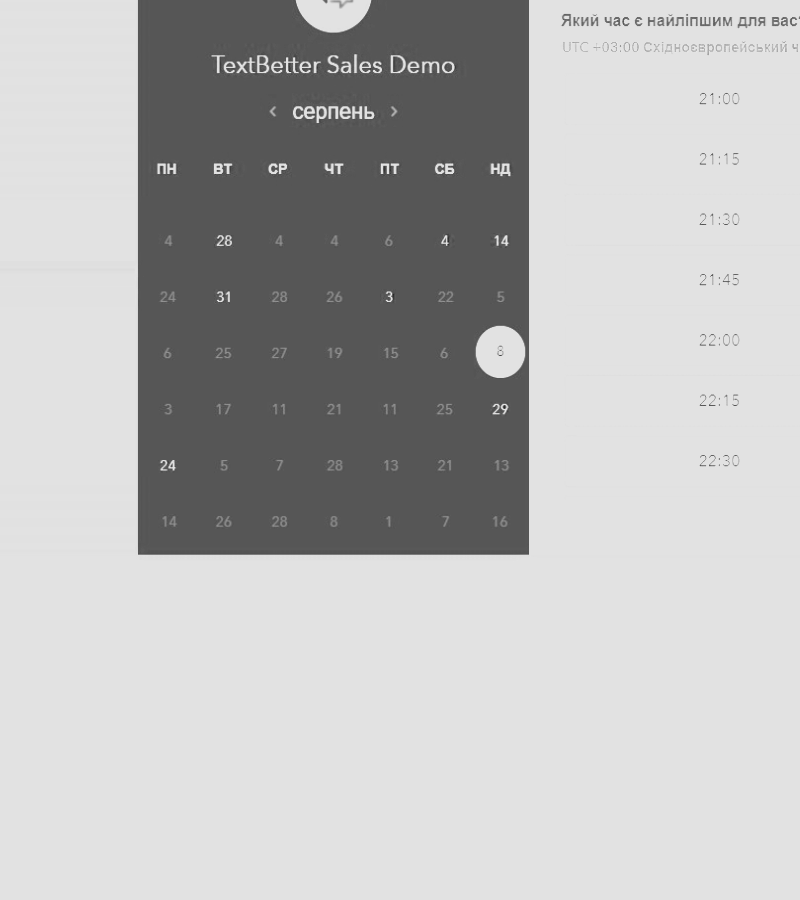 TextBetter Sales Demo
‹ серпень ›
ПН ВТ СР ЧТ ПТ СБ НД
4 28 4 4 6 4 14
24 31 28 26 3 22 5
6 25 27 19 15 6 8
3 17 11 21 11 25 29
24 5 7 28 13 21 13
14 26 28 8 1 7 16
Який час є найліпшим для вас?
UTC +03:00 Східноєвропейський ч
21:00
21:15
21:30
21:45
22:00
22:15
22:30